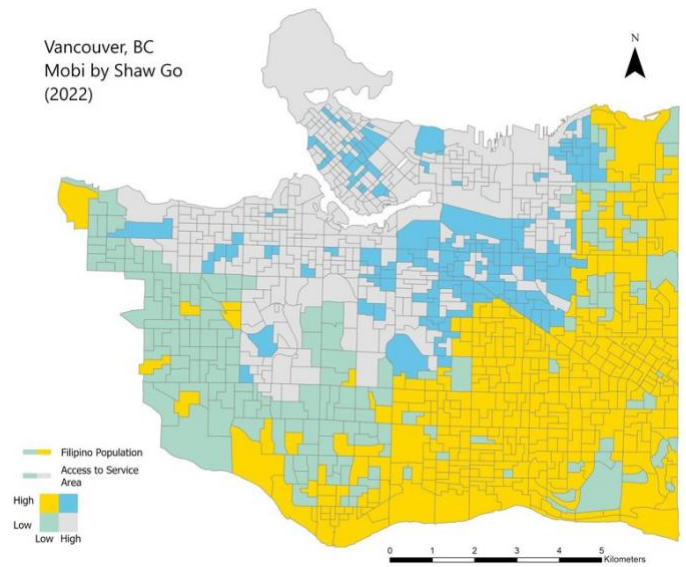 Vancouver, BC
Mobi by Shaw Go
(2022)
N
Filipino Population
Access to Service
Area
High
Low
Low High
0 1 2 3 4 5
Kilometers